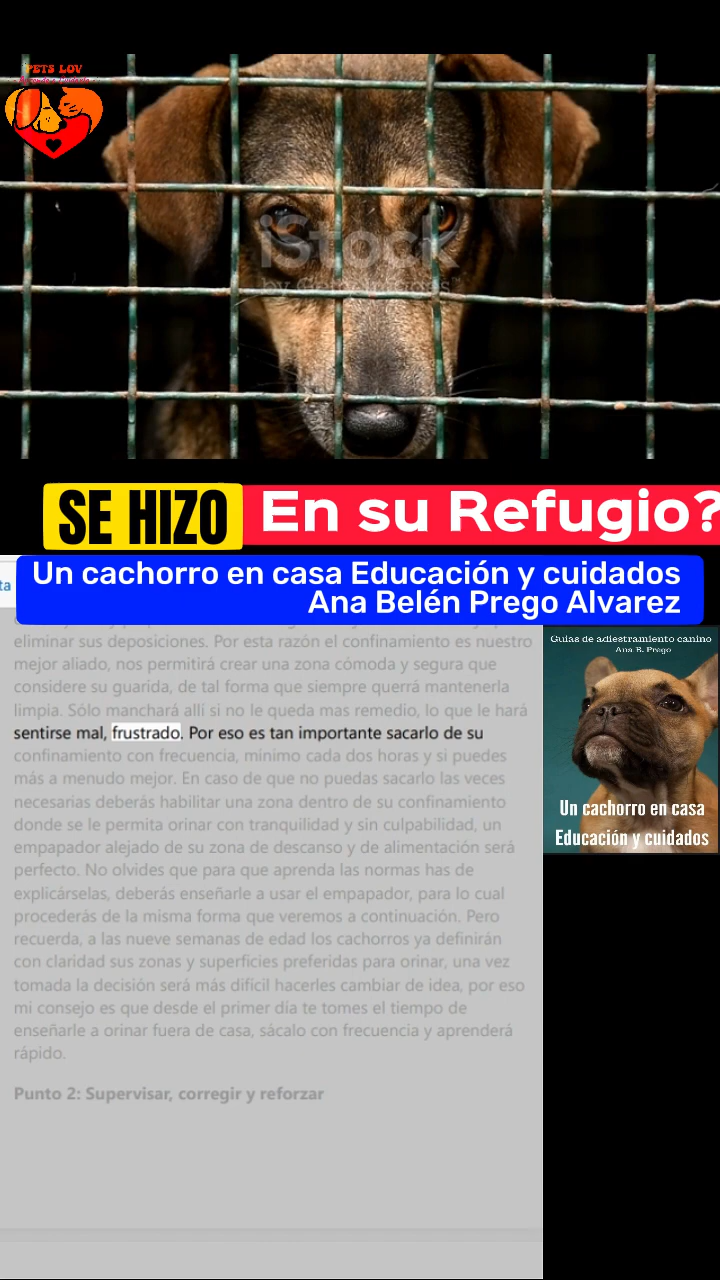 PETS LOV
iStock
by Getty Images™
SE HIZO
En su Refugio?
Un cachorro en casa Educación y cuidados
Ana Belén Prego Alvarez
ta
eliminar sus deposiciones. Por esta razón el confinamiento es nuestro
mejor aliado, nos permitirá crear una zona cómoda y segura que
considere su guarida, de tal forma que siempre querrá mantenerla
limpia. Sólo manchará allí si no le queda mas remedio, lo que le hará
sentirse mal, frustrado. Por eso es tan importante sacarlo de su
confinamiento con frecuencia, mínimo cada dos horas y si puedes
más a menudo mejor. En caso de que no puedas sacarlo las veces
necesarias deberás habilitar una zona dentro de su confinamiento
donde se le permita orinar con tranquilidad y sin culpabilidad, un
empapador alejado de su zona de descanso y de alimentación será
perfecto. No olvides que para que aprenda las normas has de
explicárselas, deberás enseñarle a usar el empapador, para lo cual
procederás de la misma forma que veremos a continuación. Pero
recuerda, a las nueve semanas de edad los cachorros ya definirán
con claridad sus zonas y superficies preferidas para orinar, una vez
tomada la decisión será más difícil hacerles cambiar de idea, por eso
mi consejo es que desde el primer día te tomes el tiempo de
enseñarle a orinar fuera de casa, sácalo con frecuencia y aprenderá
rápido.
Punto 2: Supervisar, corregir y reforzar
Guías de adiestramiento canino
Ana B. Prego
Un cachorro en casa
Educación y cuidados